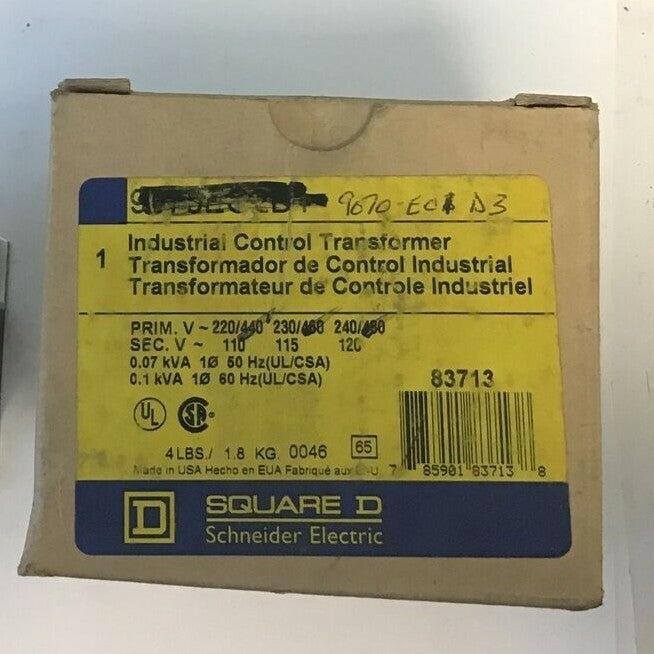 9070-EC1 D3
1
Industrial Control Transformer
Transformador de Control Industrial
Transformateur de Controle Industriel
PRIM. V ~ 220/440 230/460 240/480
SEC. V ~ 110 115 120
0.07 kVA 1Ø 50 Hz(UL/CSA)
0.1 kVA 1Ø 60 Hz(UL/CSA)
83713
UL SA
4 LBS./ 1.8 KG. 0046 65
Made in USA Hecho en EUA Fabriqué aux E-U.
7 85901 83713 8
D SQUARE D
Schneider Electric